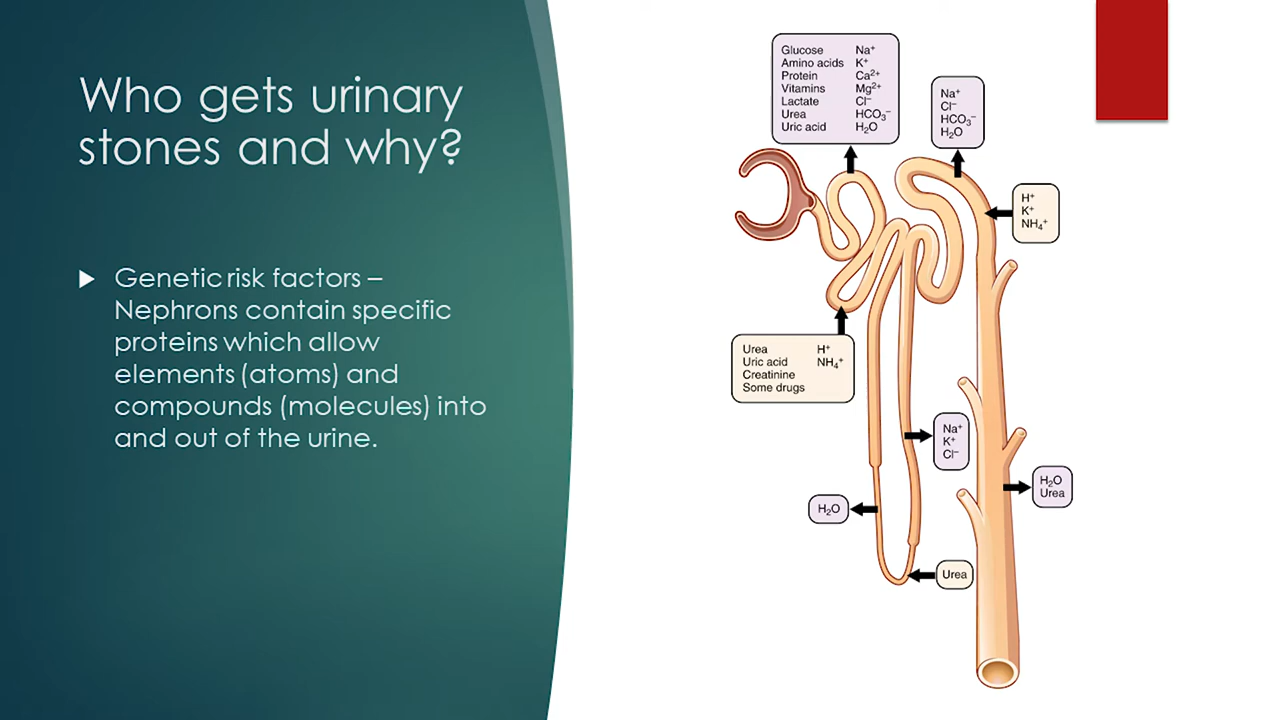 Who gets urinary
stones and why?
Genetic risk factors –
Nephrons contain specific
proteins which allow
elements (atoms) and
compounds (molecules) into
and out of the urine.
Glucose Na⁺
Amino acids K⁺
Protein Ca²⁺
Vitamins Mg²⁺
Lactate Cl⁻
Urea HCO₃⁻
Uric acid H₂O
Na⁺
Cl⁻
HCO₃⁻
H₂O
H⁺
K⁺
NH₄⁺
Urea H⁺
Uric acid NH₄⁺
Creatinine
Some drugs
Na⁺
K⁺
Cl⁻
H₂O
Urea
H₂O
Urea